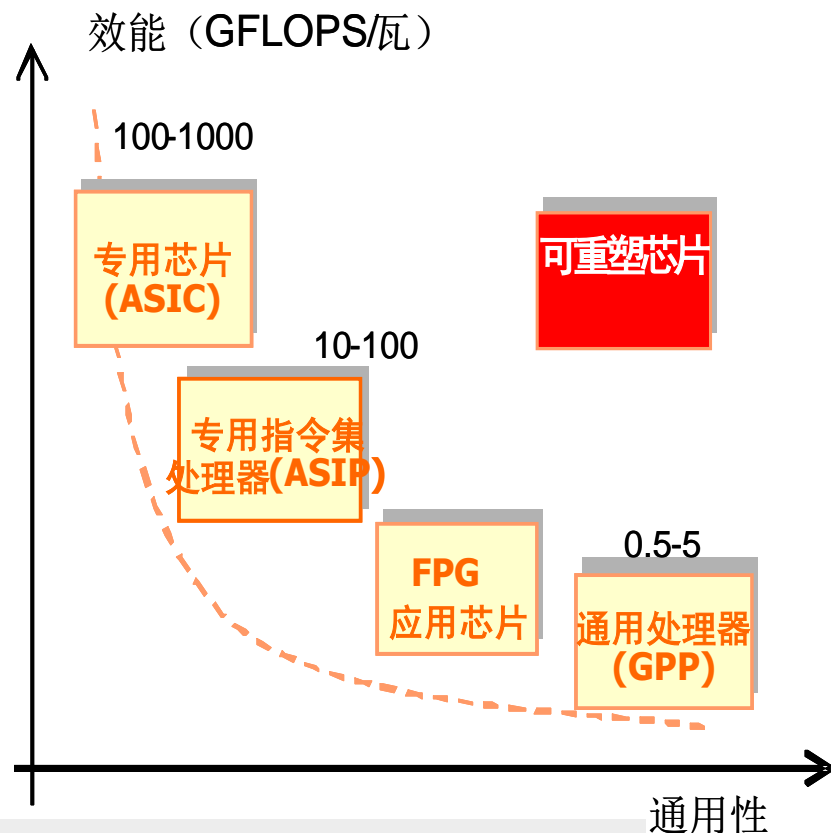 效能（GFLOPS/瓦）
100-1000
专用芯片
(ASIC)
可重塑芯片
10-100
专用指令集
处理器(ASIP)
FPG
应用芯片
0.5-5
通用处理器
(GPP)
通用性